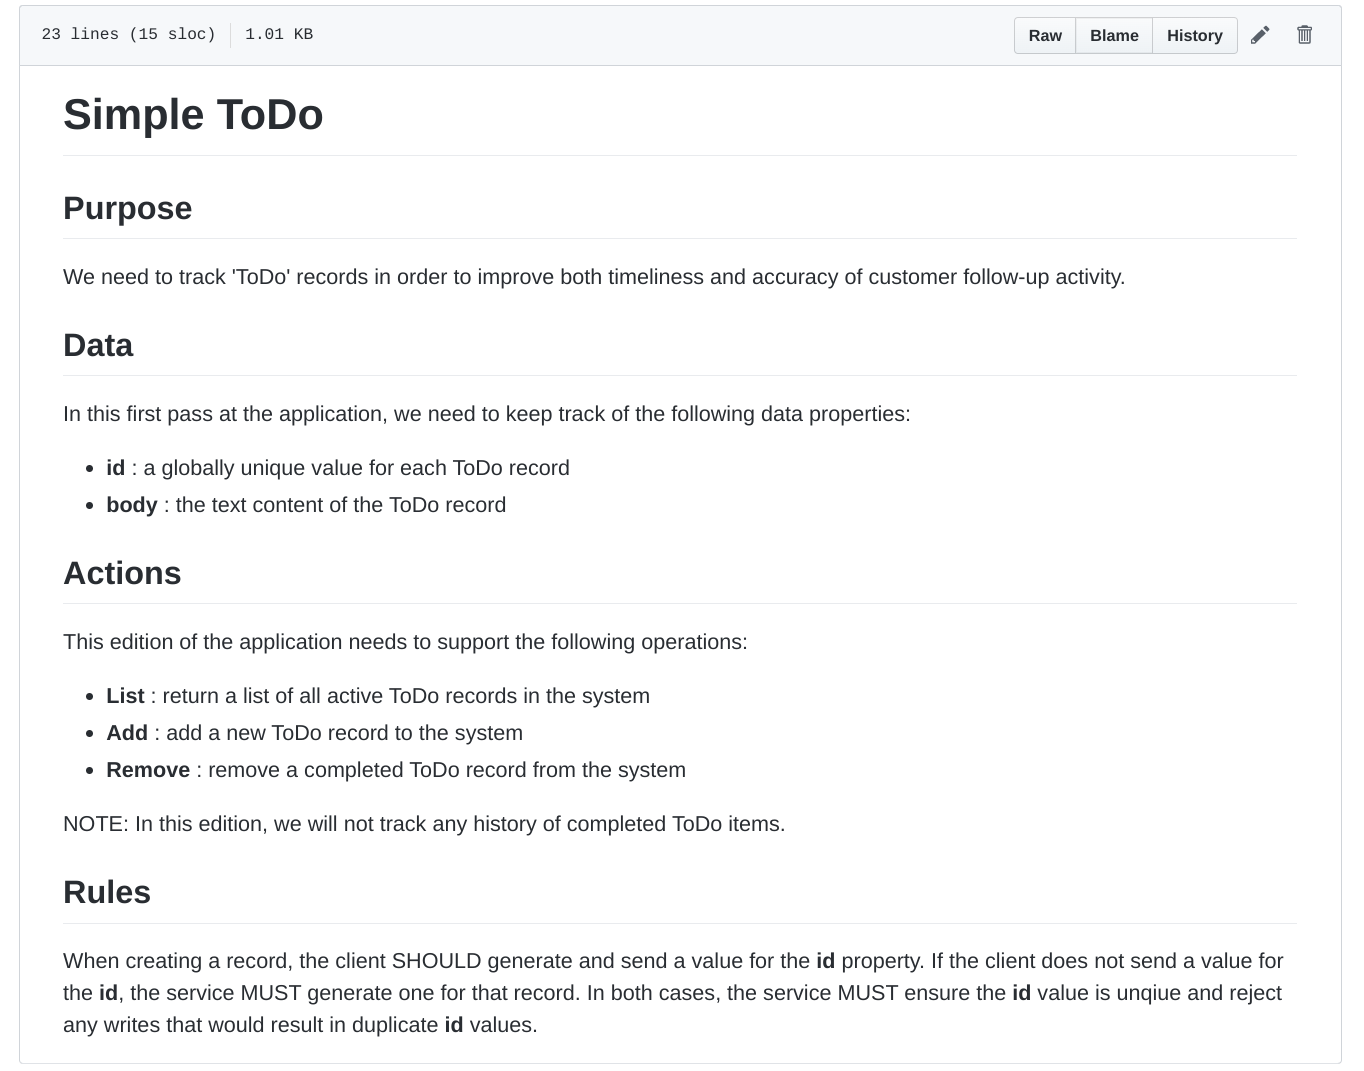 23 lines (15 sloc) 1.01 KB
Raw Blame History
Simple ToDo
Purpose
We need to track 'ToDo' records in order to improve both timeliness and accuracy of customer follow-up activity.
Data
In this first pass at the application, we need to keep track of the following data properties:
• id : a globally unique value for each ToDo record
• body : the text content of the ToDo record
Actions
This edition of the application needs to support the following operations:
• List : return a list of all active ToDo records in the system
• Add : add a new ToDo record to the system
• Remove : remove a completed ToDo record from the system
NOTE: In this edition, we will not track any history of completed ToDo items.
Rules
When creating a record, the client SHOULD generate and send a value for the id property. If the client does not send a value for
the id, the service MUST generate one for that record. In both cases, the service MUST ensure the id value is unqiue and reject
any writes that would result in duplicate id values.